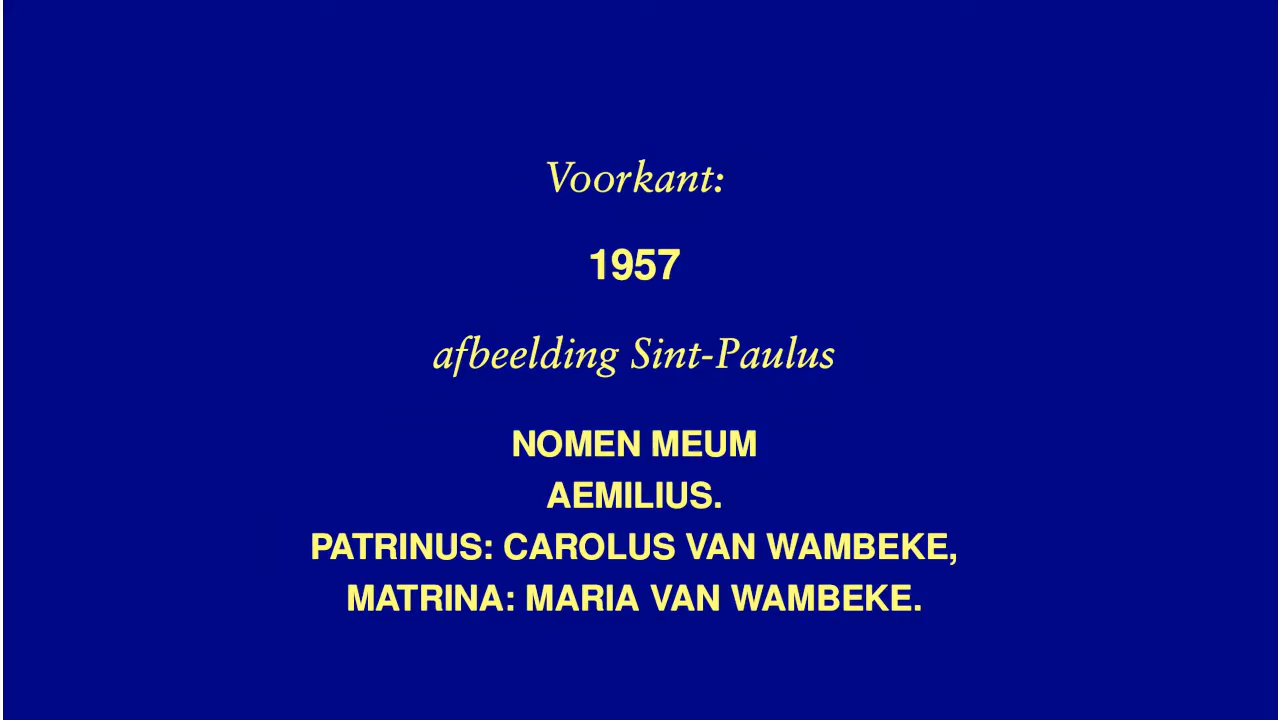 Voorkant:
1957
afbeelding Sint-Paulus
NOMEN MEUM
AEMILIUS.
PATRINUS: CAROLUS VAN WAMBEKE,
MATRINA: MARIA VAN WAMBEKE.